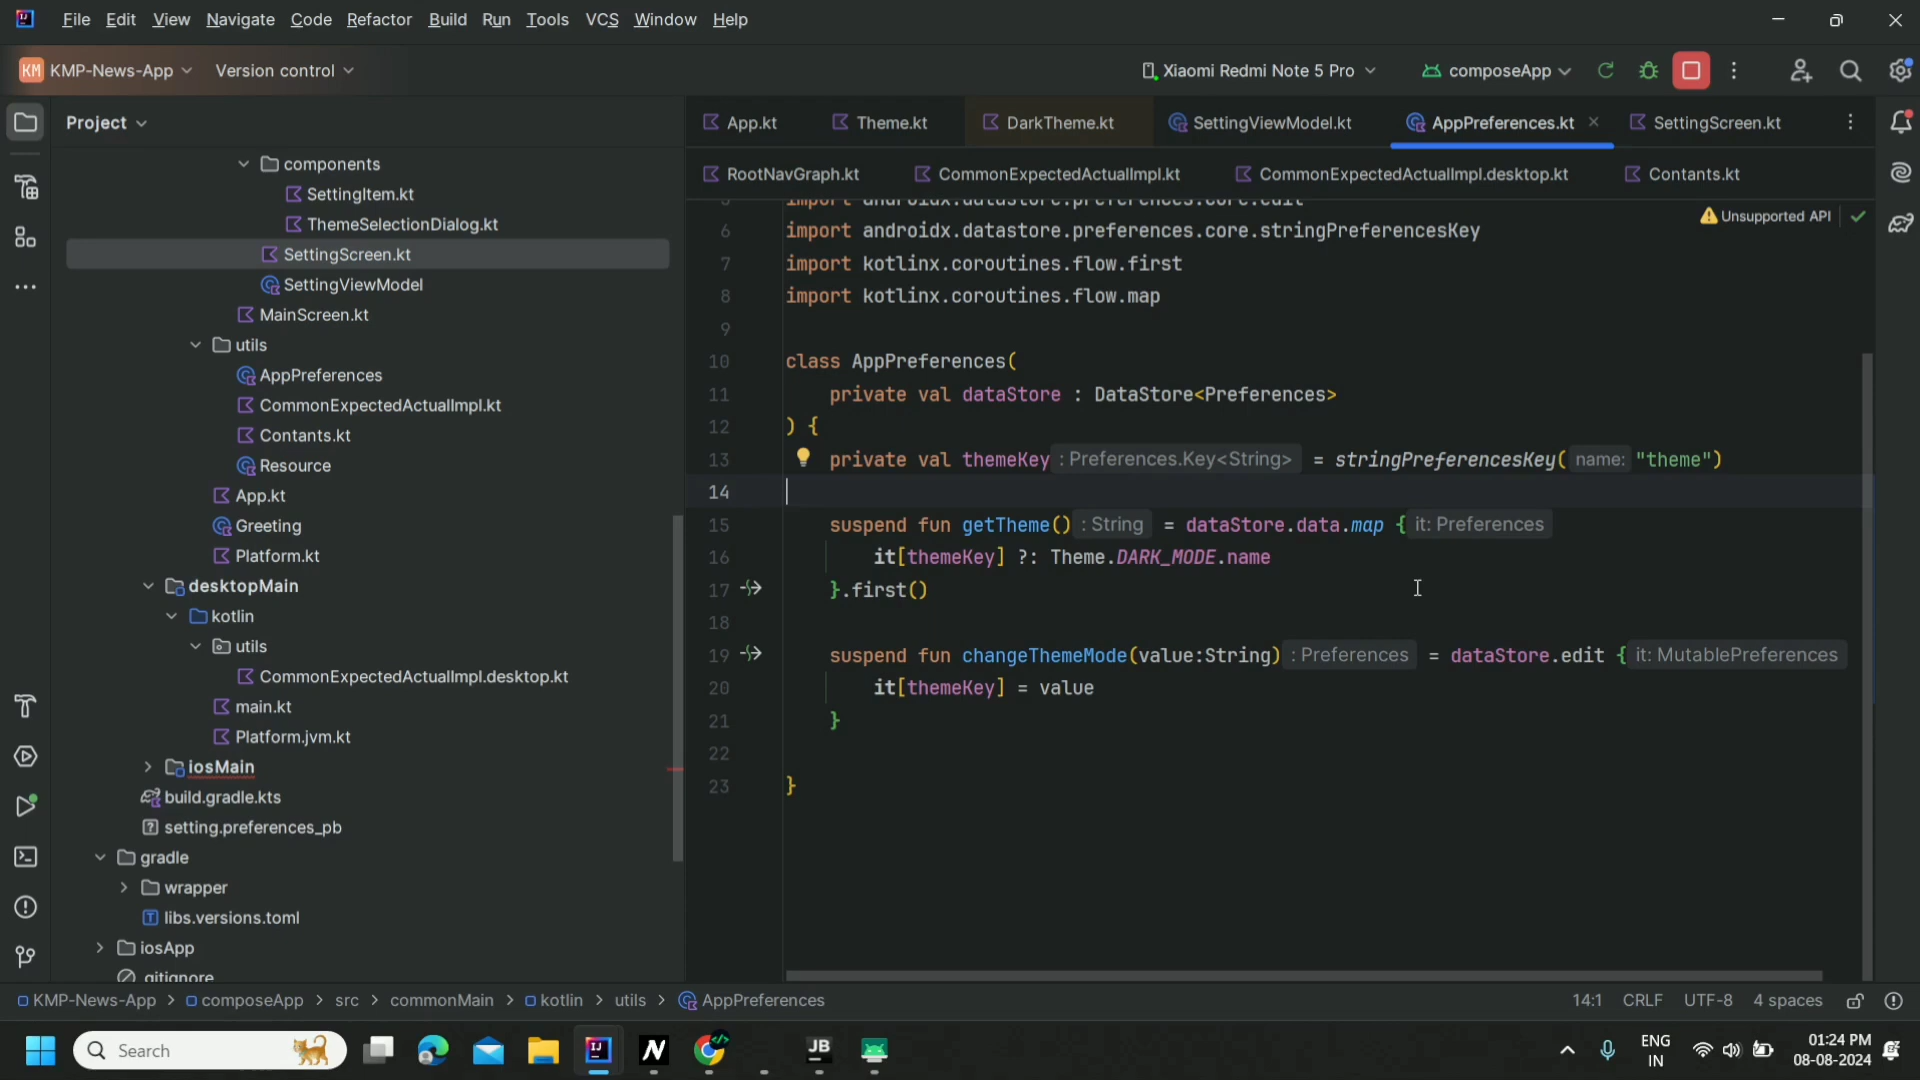 File Edit View Navigate Code Refactor Build Run Tools VCS Window Help
KM KMP-News-App Version control Xiaomi Redmi Note 5 Pro composeApp
Project
App.kt Theme.kt DarkTheme.kt SettingViewModel.kt AppPreferences.kt SettingScreen.kt
RootNavGraph.kt CommonExpectedActualImpl.kt CommonExpectedActualImpl.desktop.kt Contants.kt
components
SettingItem.kt
ThemeSelectionDialog.kt
SettingScreen.kt
SettingViewModel
MainScreen.kt
utils
AppPreferences
CommonExpectedActualImpl.kt
Contants.kt
Resource
App.kt
Greeting
Platform.kt
desktopMain
kotlin
utils
CommonExpectedActualImpl.desktop.kt
main.kt
Platform.jvm.kt
iosMain
build.gradle.kts
setting.preferences_pb
gradle
wrapper
libs.versions.toml
iosApp
.gitignore
import androidx.datastore.preferences.core.edit
Unsupported API
6 import androidx.datastore.preferences.core.stringPreferencesKey
7 import kotlinx.coroutines.flow.first
8 import kotlinx.coroutines.flow.map
9
10 class AppPreferences(
11 private val dataStore : DataStore<Preferences>
12 ) {
13 private val themeKey : Preferences.Key<String> = stringPreferencesKey( name: "theme")
14
15 suspend fun getTheme() : String = dataStore.data.map { it: Preferences
16 it[themeKey] ?: Theme.DARK_MODE.name
17 }.first()
18
19 suspend fun changeThemeMode(value:String) : Preferences = dataStore.edit { it: MutablePreferences
20 it[themeKey] = value
21 }
22
23 }
KMP-News-App > composeApp > src > commonMain > kotlin > utils > AppPreferences 14:1 CRLF UTF-8 4 spaces
Search JB ENG IN 01:24 PM 08-08-2024